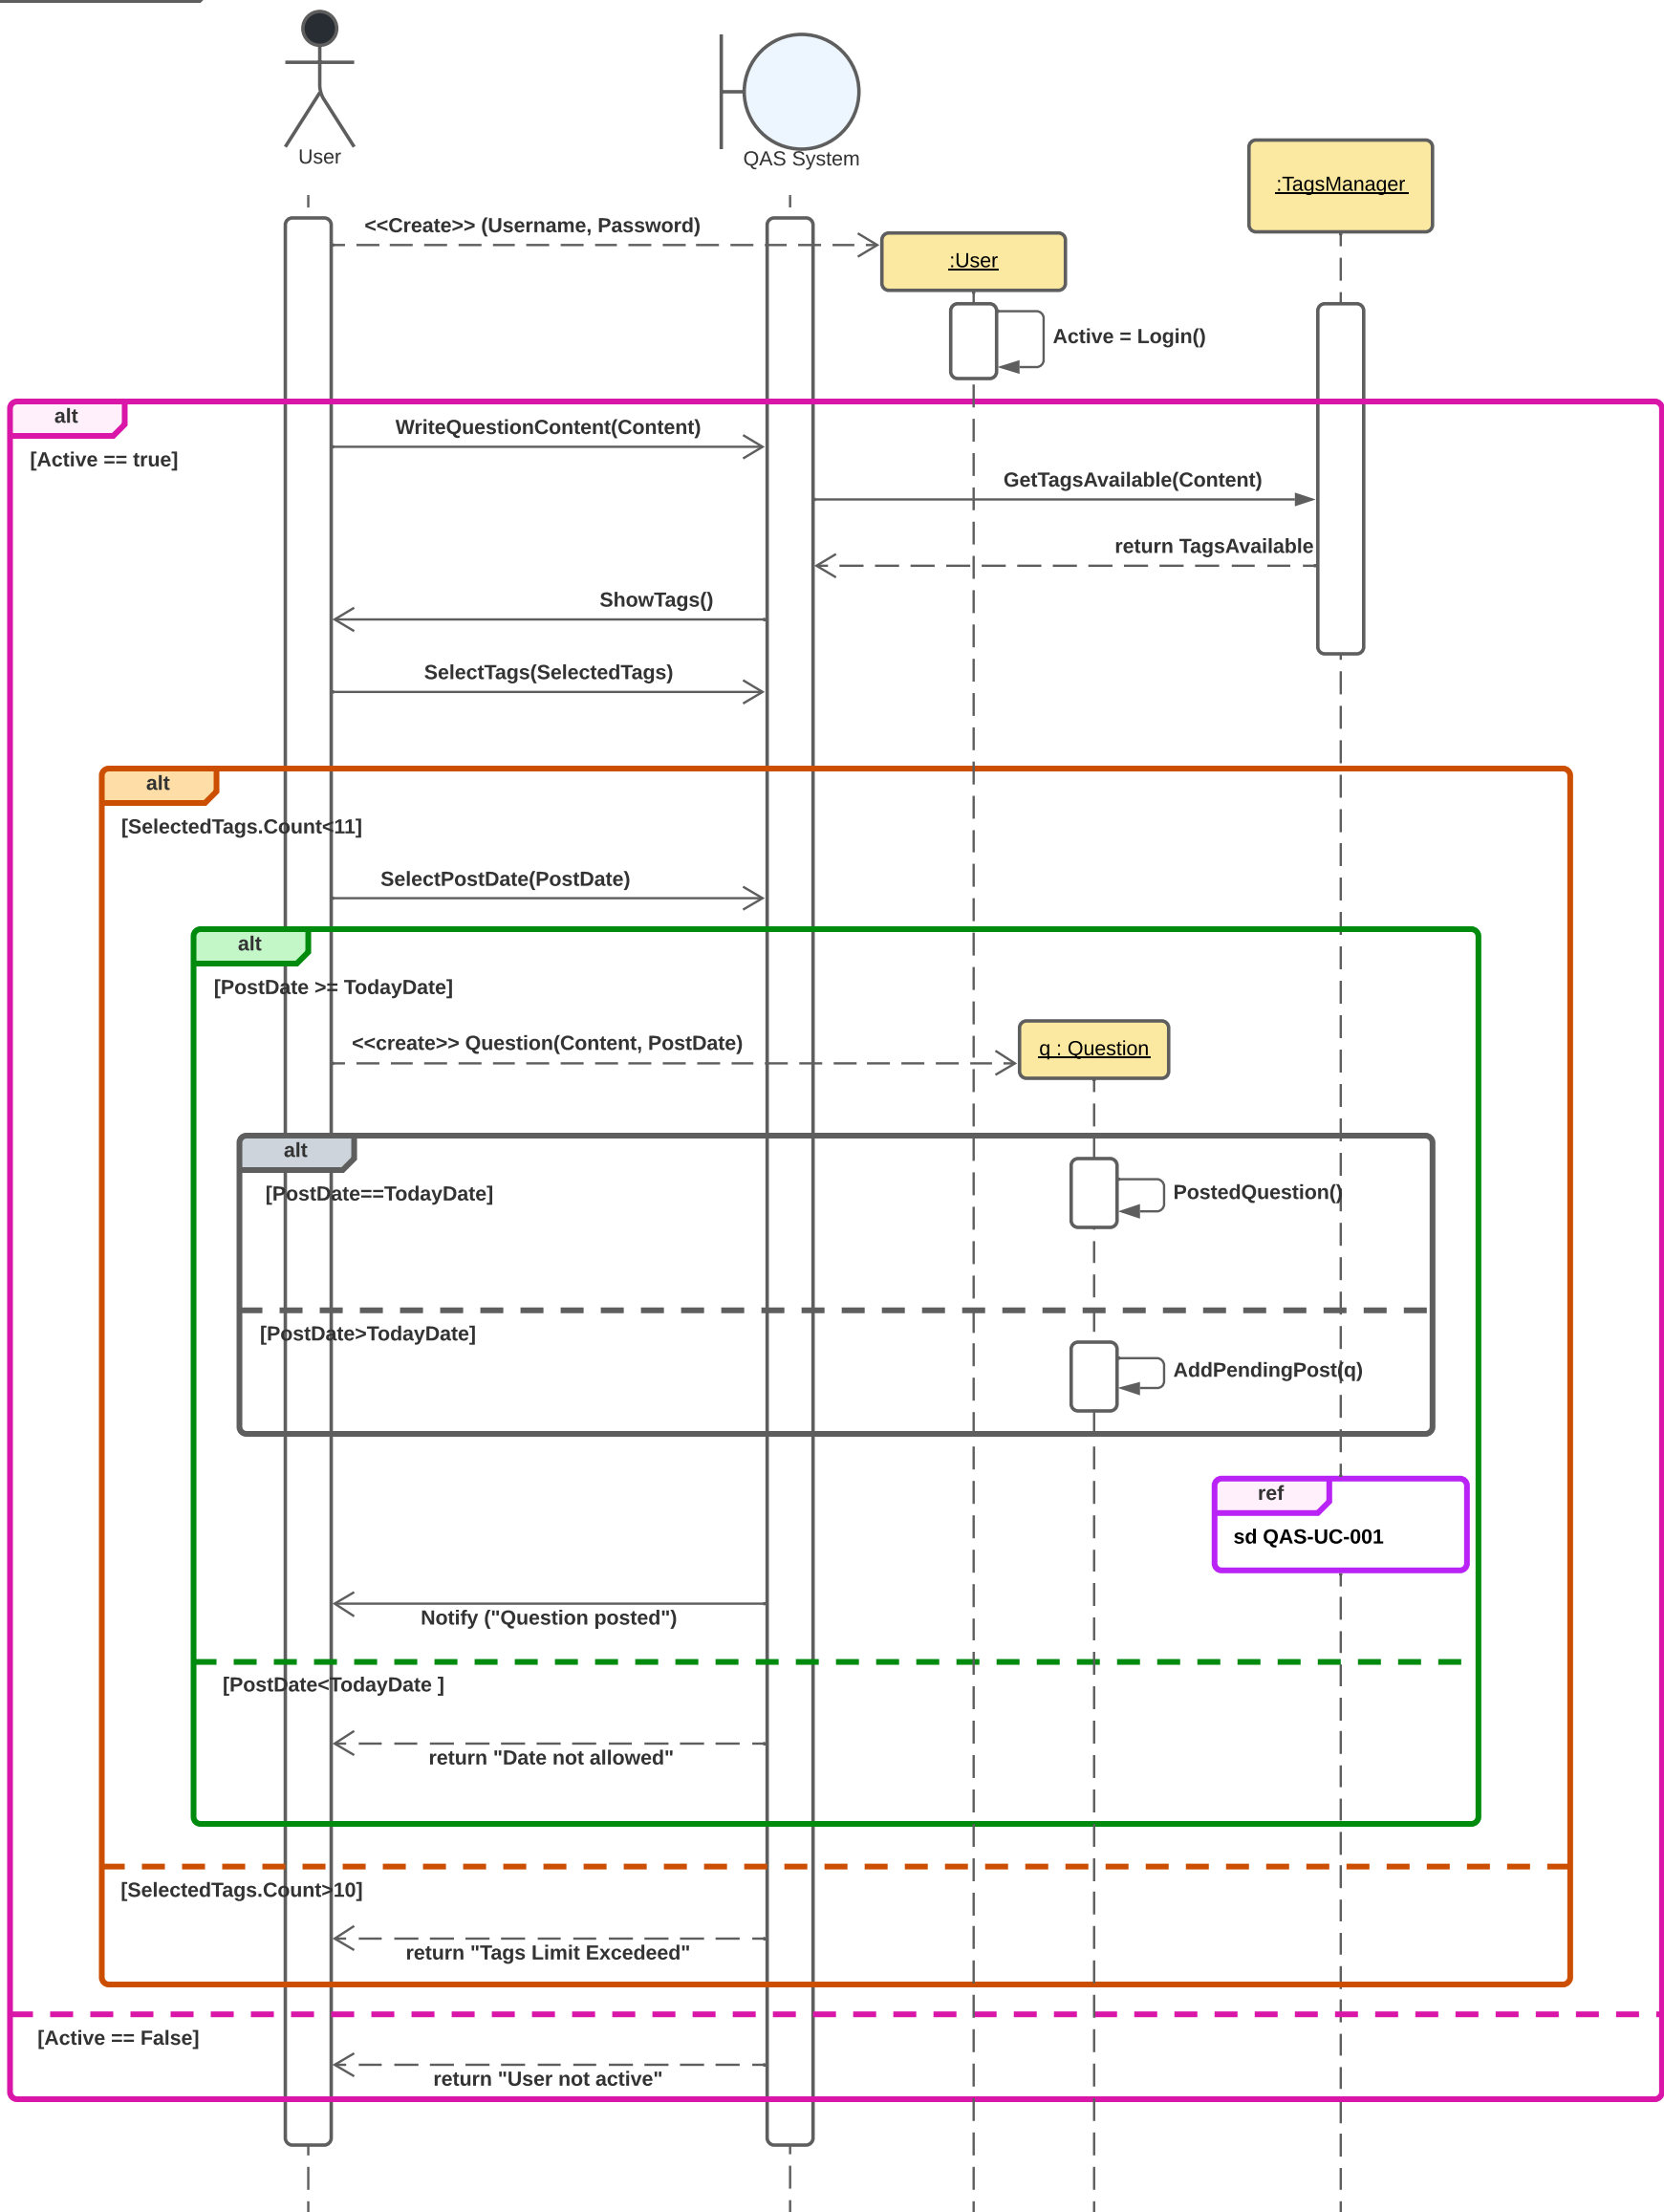 User
QAS System
:TagsManager
<<Create>> (Username, Password)
:User
Active = Login()
alt
[Active == true]
WriteQuestionContent(Content)
GetTagsAvailable(Content)
return TagsAvailable
ShowTags()
SelectTags(SelectedTags)
alt
[SelectedTags.Count<11]
SelectPostDate(PostDate)
alt
[PostDate >= TodayDate]
<<create>> Question(Content, PostDate)
q : Question
alt
[PostDate==TodayDate]
PostedQuestion()
[PostDate>TodayDate]
AddPendingPost(q)
ref
sd QAS-UC-001
Notify ("Question posted")
[PostDate<TodayDate ]
return "Date not allowed"
[SelectedTags.Count>10]
return "Tags Limit Excedeed"
[Active == False]
return "User not active"